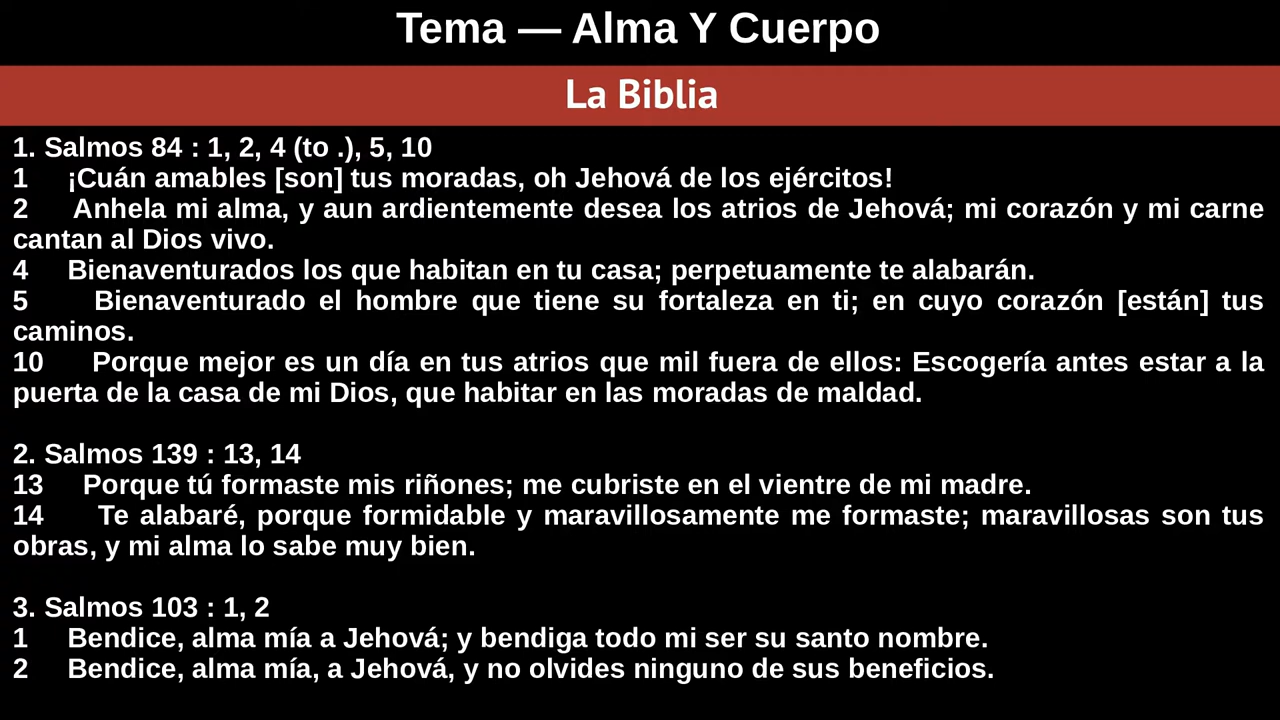 Tema — Alma Y Cuerpo
La Biblia
1. Salmos 84 : 1, 2, 4 (to .), 5, 10
1 ¡Cuán amables [son] tus moradas, oh Jehová de los ejércitos!
2 Anhela mi alma, y aun ardientemente desea los atrios de Jehová; mi corazón y mi carne
cantan al Dios vivo.
4 Bienaventurados los que habitan en tu casa; perpetuamente te alabarán.
5 Bienaventurado el hombre que tiene su fortaleza en ti; en cuyo corazón [están] tus
caminos.
10 Porque mejor es un día en tus atrios que mil fuera de ellos: Escogería antes estar a la
puerta de la casa de mi Dios, que habitar en las moradas de maldad.
2. Salmos 139 : 13, 14
13 Porque tú formaste mis riñones; me cubriste en el vientre de mi madre.
14 Te alabaré, porque formidable y maravillosamente me formaste; maravillosas son tus
obras, y mi alma lo sabe muy bien.
3. Salmos 103 : 1, 2
1 Bendice, alma mía a Jehová; y bendiga todo mi ser su santo nombre.
2 Bendice, alma mía, a Jehová, y no olvides ninguno de sus beneficios.